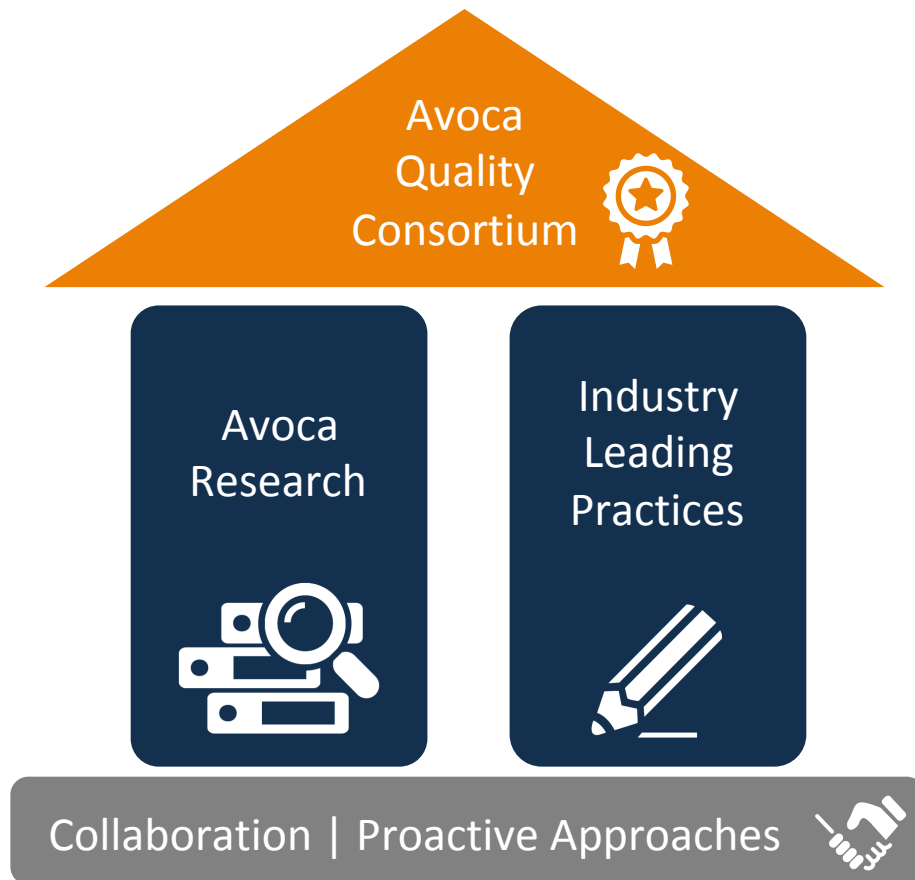 Avoca
Quality
Consortium
Avoca
Research
Industry
Leading
Practices
Collaboration | Proactive Approaches